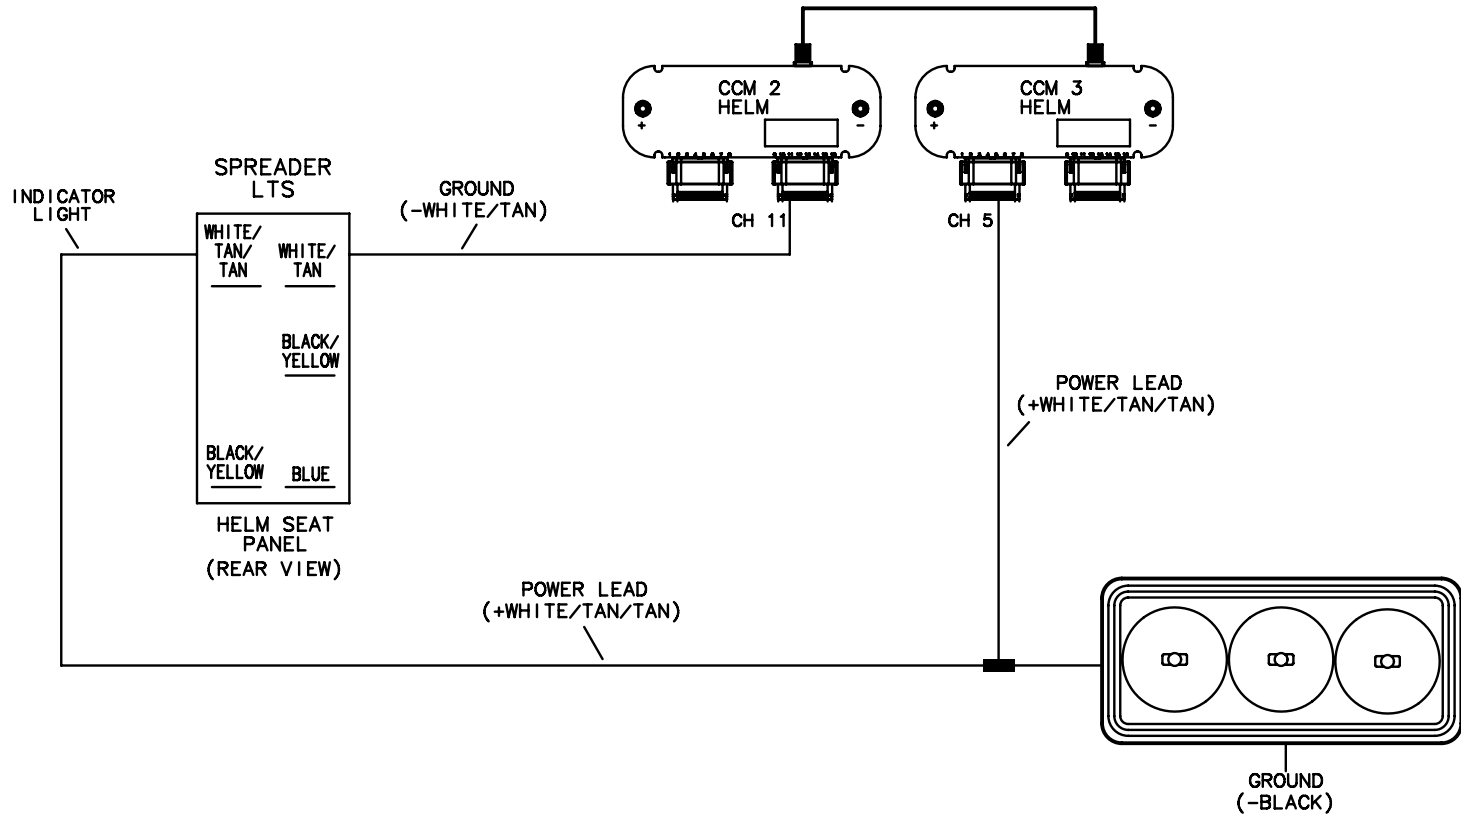 CCM 2
HELM
+
-
CCM 3
HELM
+
-
SPREADER
LTS
INDICATOR
LIGHT
GROUND
(-WHITE/TAN)
CH 11
CH 5
WHITE/
TAN/
TAN
WHITE/
TAN
BLACK/
YELLOW
BLACK/
YELLOW
BLUE
HELM SEAT
PANEL
(REAR VIEW)
POWER LEAD
(+WHITE/TAN/TAN)
POWER LEAD
(+WHITE/TAN/TAN)
GROUND
(-BLACK)